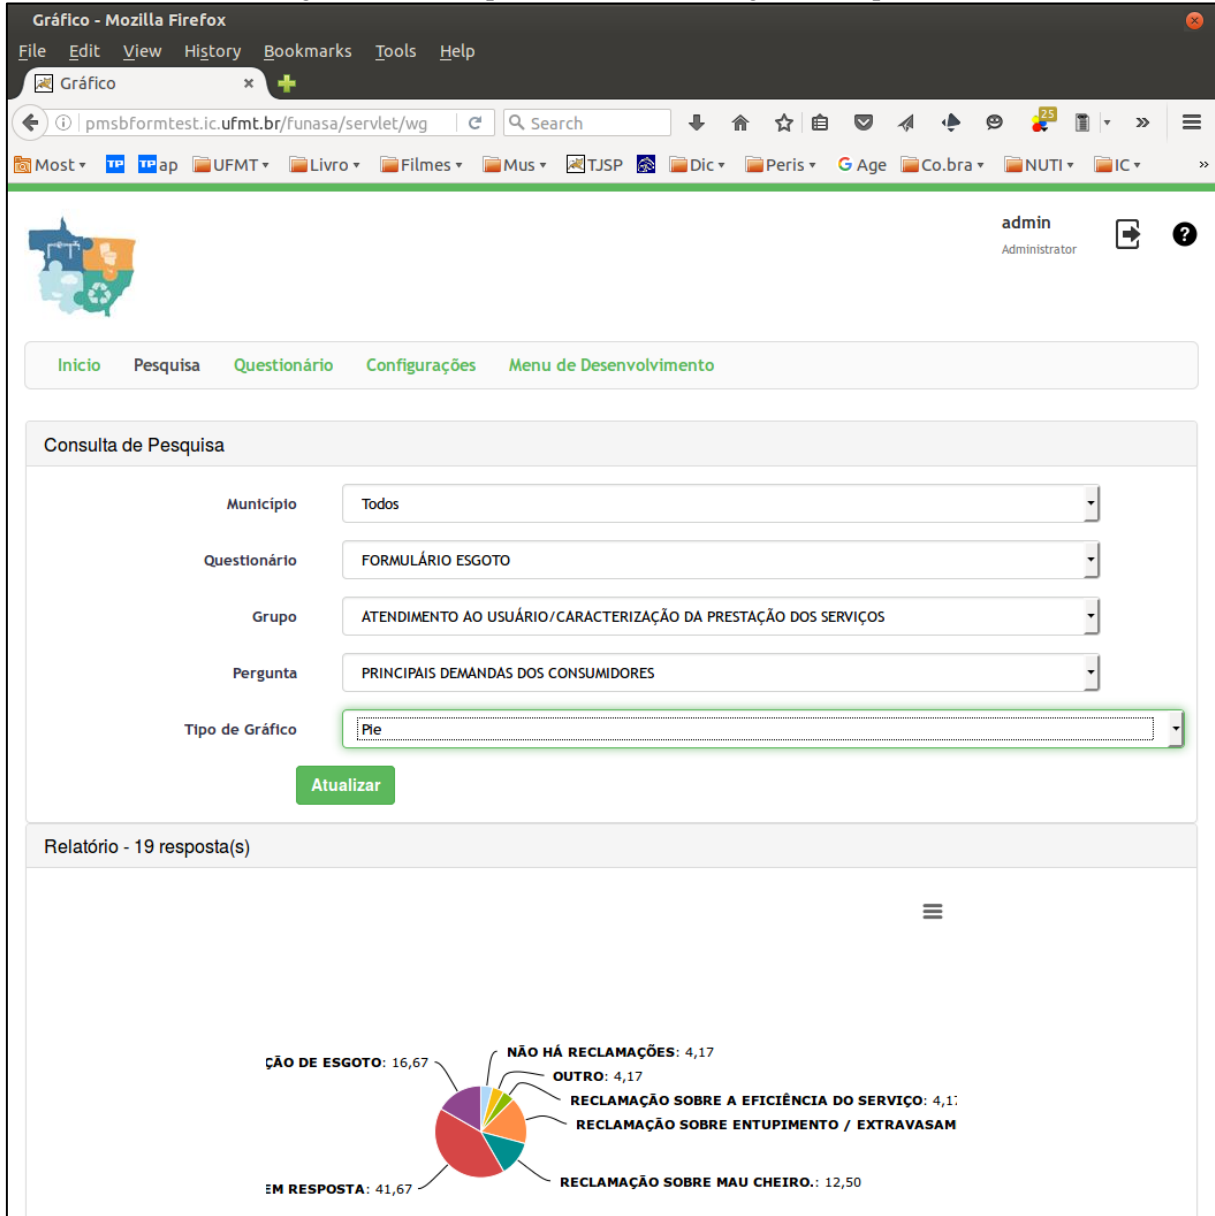 Gráfico - Mozilla Firefox
File Edit View History Bookmarks Tools Help
Gráfico
pmsbformtest.ic.ufmt.br/funasa/servlet/wg Search 25
Most TP TP ap UFMT Livro Filmes Mus TJSP Dic Peris G Age Co.bra NUTI IC »
admin
Administrator
Inicio Pesquisa Questionário Configurações Menu de Desenvolvimento
Consulta de Pesquisa
Município Todos
Questionário FORMULÁRIO ESGOTO
Grupo ATENDIMENTO AO USUÁRIO/CARACTERIZAÇÃO DA PRESTAÇÃO DOS SERVIÇOS
Pergunta PRINCIPAIS DEMANDAS DOS CONSUMIDORES
Tipo de Gráfico Pie
Atualizar
Relatório - 19 resposta(s)
NÃO HÁ RECLAMAÇÕES: 4,17
ÇÃO DE ESGOTO: 16,67
OUTRO: 4,17
RECLAMAÇÃO SOBRE A EFICIÊNCIA DO SERVIÇO: 4,17
RECLAMAÇÃO SOBRE ENTUPIMENTO / EXTRAVASAM
RECLAMAÇÃO SOBRE MAU CHEIRO.: 12,50
EM RESPOSTA: 41,67